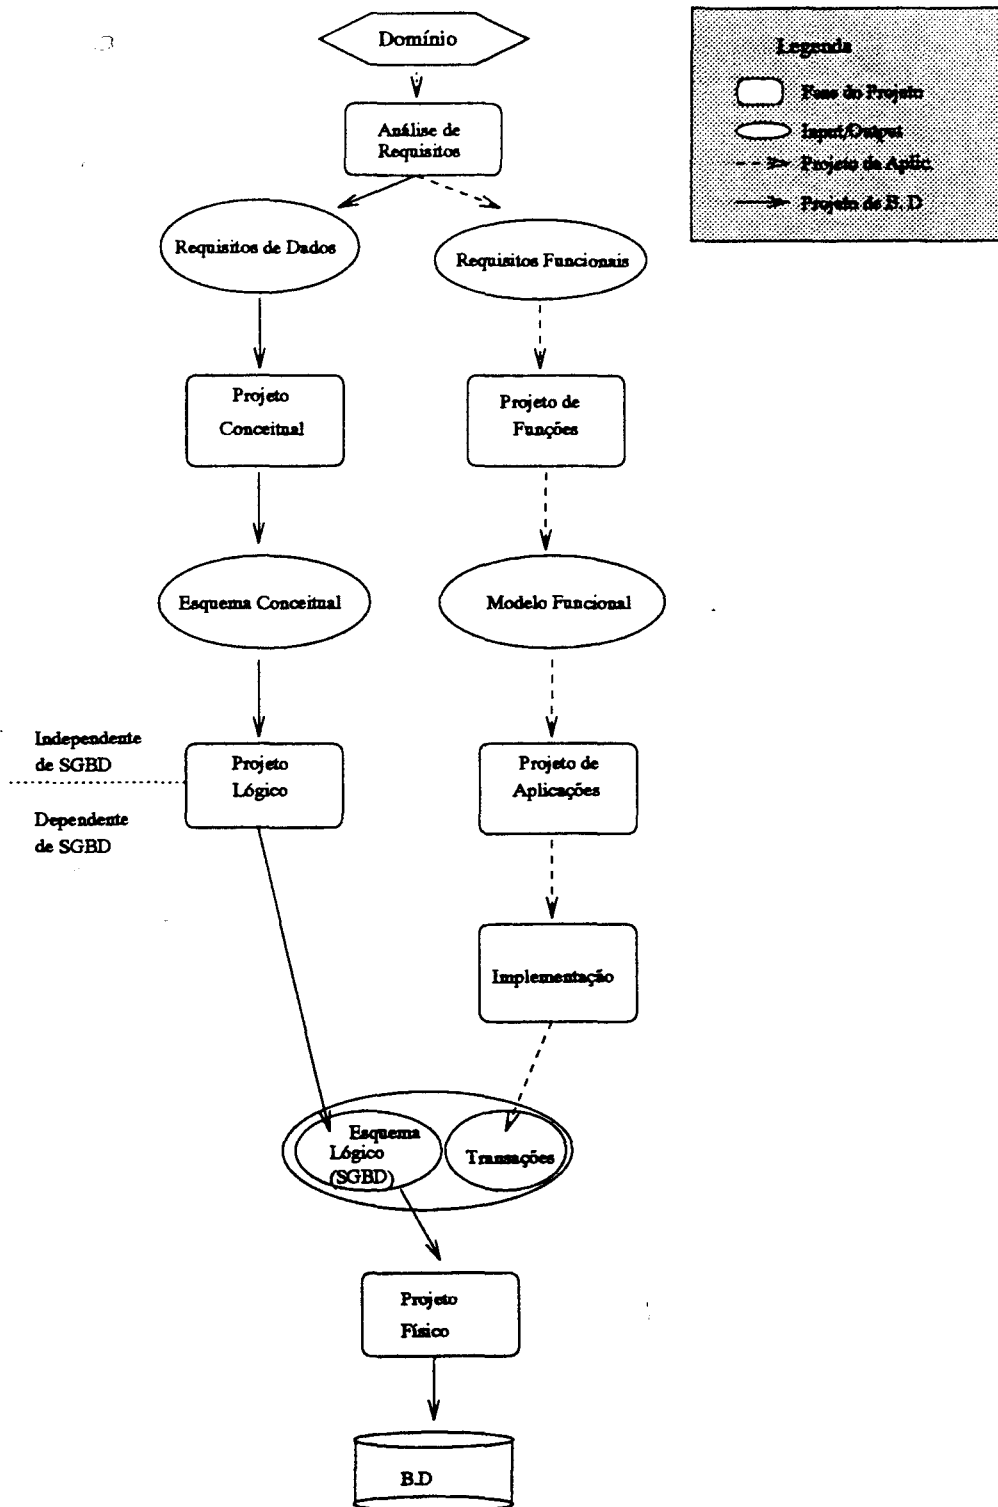 Domínio
Legenda
Fase do Projeto
Input/Output
Projeto da Aplic.
Projeto de B. D
Análise de
Requisitos
Requisitos de Dados
Requisitos Funcionais
Projeto
Conceitual
Projeto de
Funções
Esquema Conceitual
Modelo Funcional
Independente
de SGBD
Dependente
de SGBD
Projeto
Lógico
Projeto de
Aplicações
Implementação
Esquema
Lógico
(SGBD)
Transações
Projeto
Físico
B.D